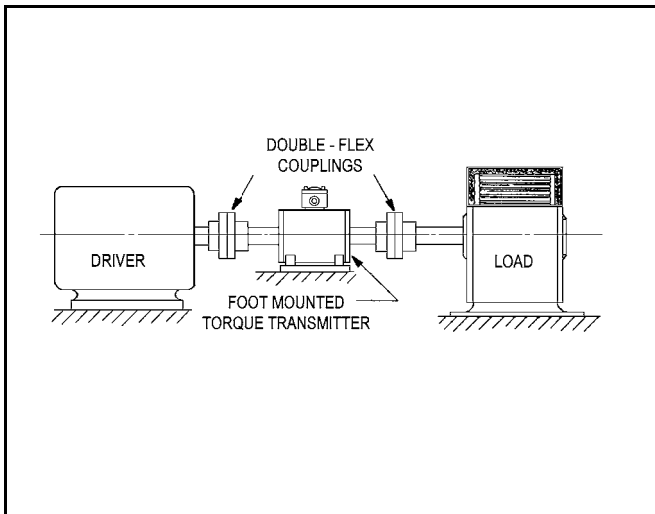 DOUBLE - FLEX
COUPLINGS
DRIVER
LOAD
FOOT MOUNTED
TORQUE TRANSMITTER